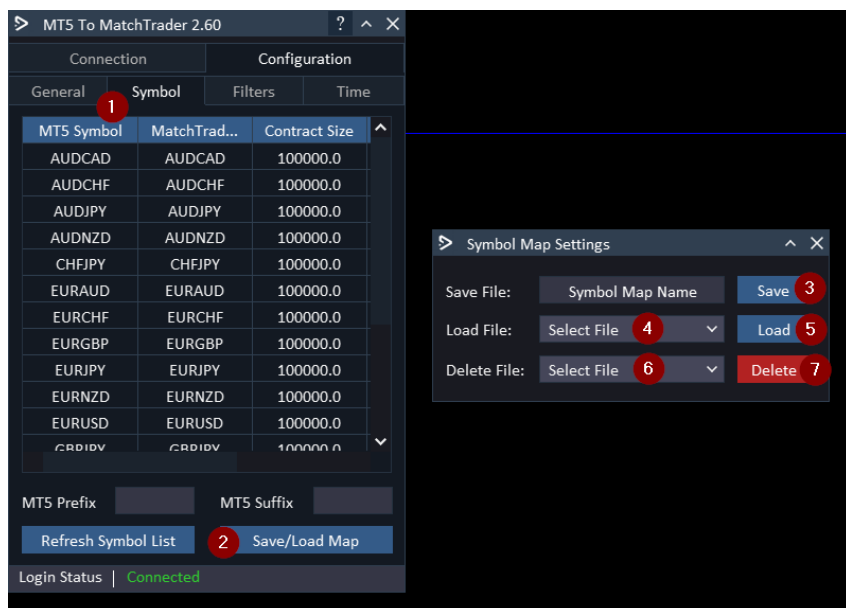 MT5 To MatchTrader 2.60 ?
Connection Configuration
General Symbol Filters Time
1
MT5 Symbol MatchTrad... Contract Size
AUDCAD AUDCAD 100000.0
AUDCHF AUDCHF 100000.0
AUDJPY AUDJPY 100000.0
AUDNZD AUDNZD 100000.0
CHFJPY CHFJPY 100000.0
EURAUD EURAUD 100000.0
EURCHF EURCHF 100000.0
EURGBP EURGBP 100000.0
EURJPY EURJPY 100000.0
EURNZD EURNZD 100000.0
EURUSD EURUSD 100000.0
GBPJPY GBPJPY 100000.0
MT5 Prefix MT5 Suffix
Refresh Symbol List 2 Save/Load Map
Login Status | Connected
Symbol Map Settings
Save File: Symbol Map Name Save 3
Load File: Select File 4 Load 5
Delete File: Select File 6 Delete 7